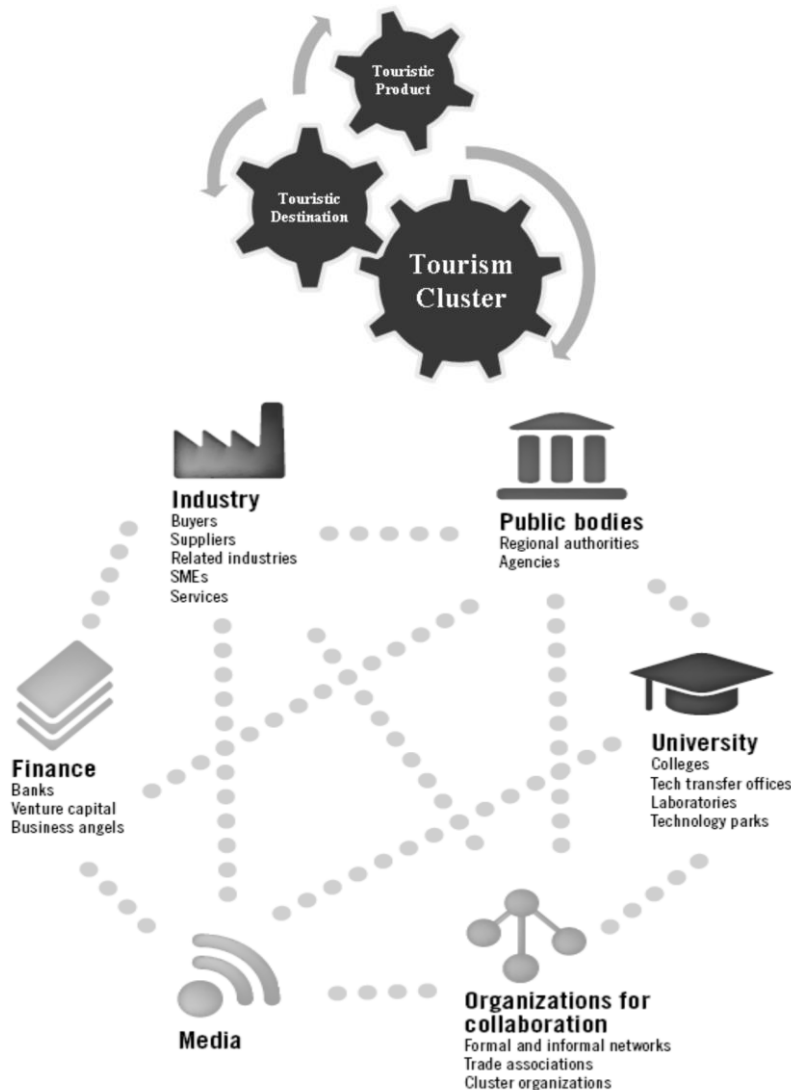 Touristic
Product
Touristic
Destination
Tourism
Cluster
Industry
Buyers
Suppliers
Related industries
SMEs
Services
Public bodies
Regional authorities
Agencies
Finance
Banks
Venture capital
Business angels
University
Colleges
Tech transfer offices
Laboratories
Technology parks
Media
Organizations for
collaboration
Formal and informal networks
Trade associations
Cluster organizations